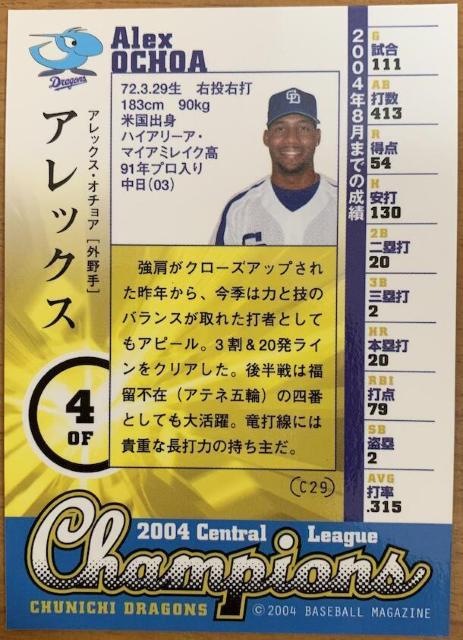 Dragons
Alex
OCHOA
72.3.29生 右投右打
183cm 90kg
米国出身
ハイアリーア・
マイアミレイク高
91年プロ入り
中日(03)
アレックス・オチョア [外野手]
アレックス
強肩がクローズアップされ
た昨年から、今季は力と技の
バランスが取れた打者として
もアピール。3割&20発ライ
ンをクリアした。後半戦は福
留不在（アテネ五輪）の四番
としても大活躍。竜打線には
貴重な長打力の持ち主だ。
4
OF
C29
2004年8月までの成績
G
試合
111
AB
打数
413
R
得点
54
H
安打
130
2B
二塁打
20
3B
三塁打
2
HR
本塁打
20
RBI
打点
79
SB
盗塁
2
AVG
打率
.315
2004 Central League
Champions
CHUNICHI DRAGONS
©2004 BASEBALL MAGAZINE